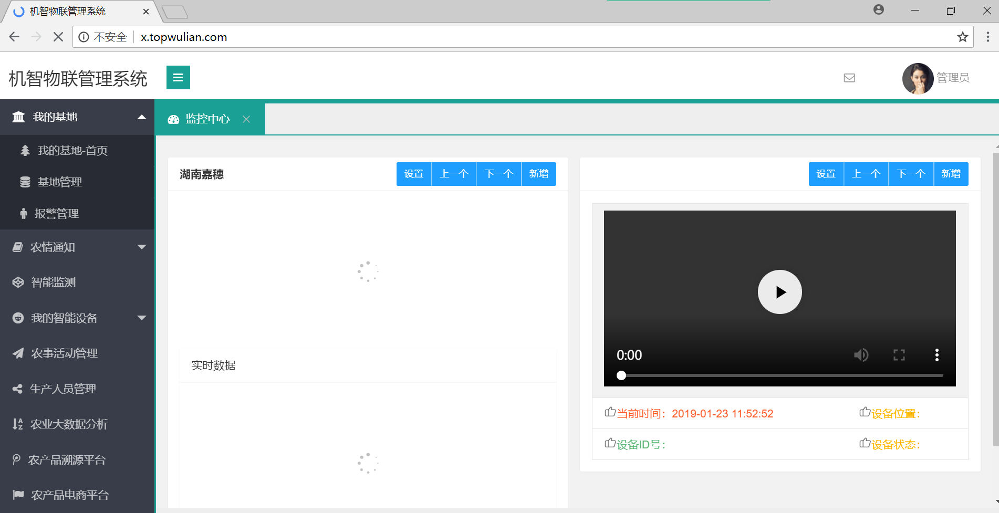 机智物联管理系统
不安全
x.topwulian.com
机智物联管理系统
管理员
我的基地
监控中心
我的基地-首页
基地管理
报警管理
农情通知
智能监测
我的智能设备
农事活动管理
生产人员管理
农业大数据分析
农产品溯源平台
农产品电商平台
湖南嘉穗
设置 上一个 下一个 新增
实时数据
设置 上一个 下一个 新增
0:00
当前时间：2019-01-23 11:52:52
设备位置：
设备ID号：
设备状态：